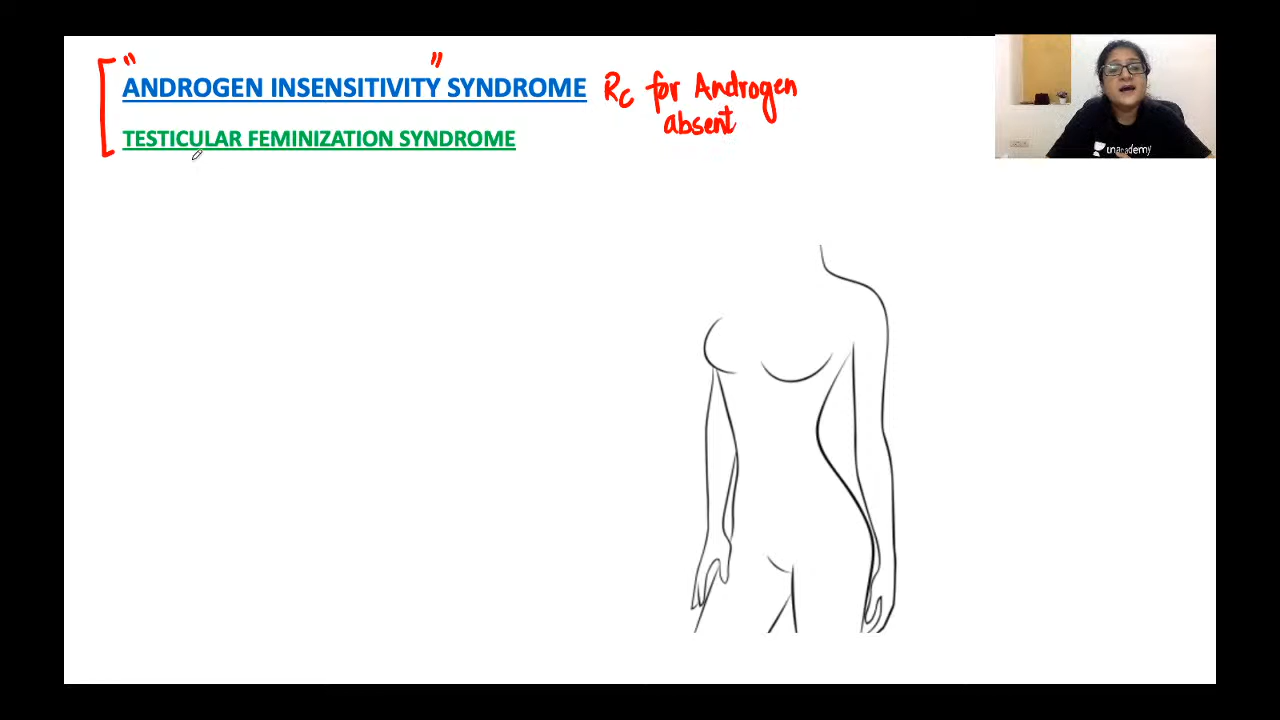 "ANDROGEN INSENSITIVITY" SYNDROME Rc for Androgen
absent
TESTICULAR FEMINIZATION SYNDROME
unacademy